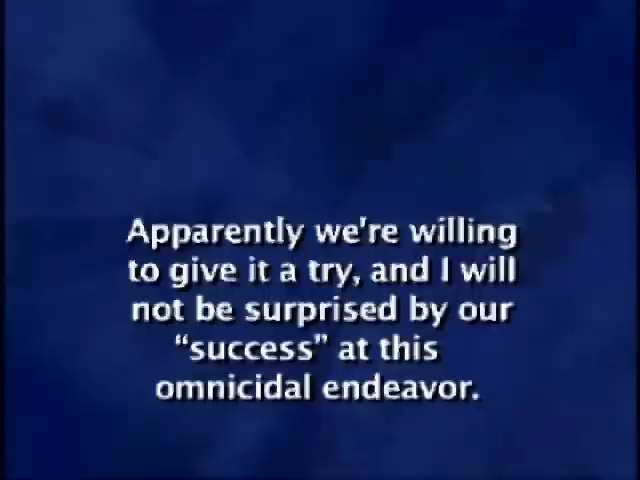 Apparently we're willing
to give it a try, and I will
not be surprised by our
“success” at this
omnicidal endeavor.